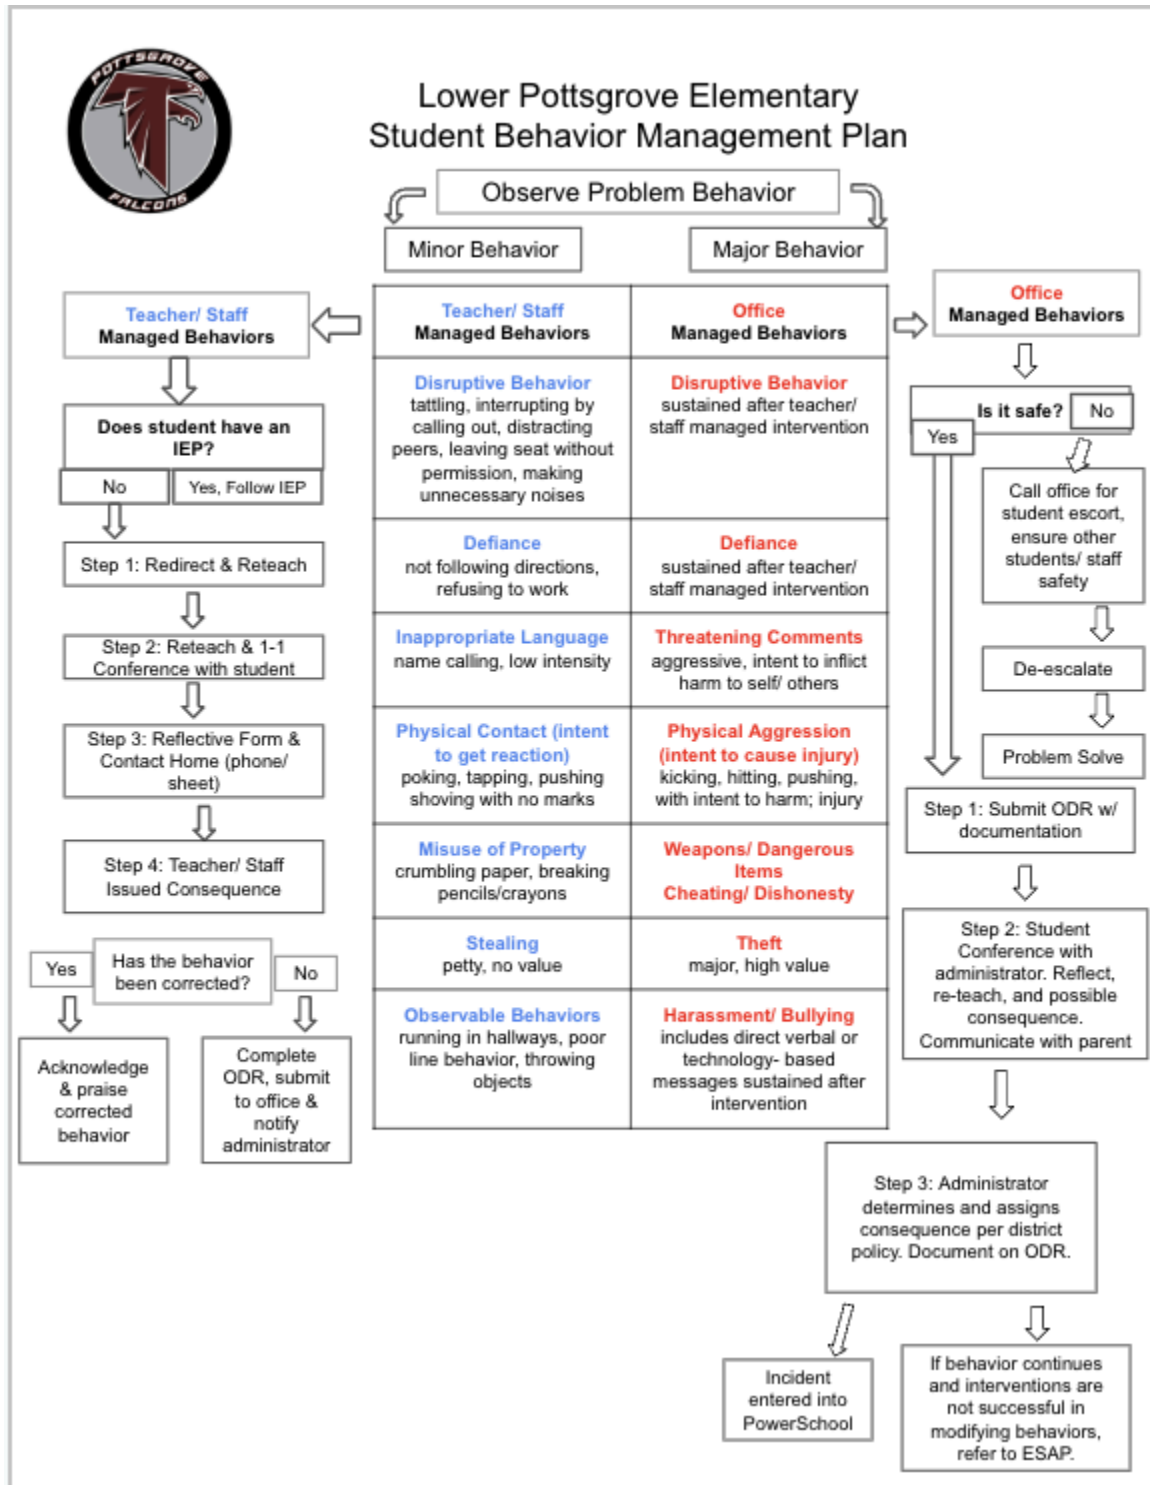 POTTSGROVE
FALCONS
Lower Pottsgrove Elementary
Student Behavior Management Plan
Observe Problem Behavior
Minor Behavior
Major Behavior
Teacher/ Staff
Managed Behaviors
Does student have an
IEP?
No
Yes, Follow IEP
Step 1: Redirect & Reteach
Step 2: Reteach & 1-1
Conference with student
Step 3: Reflective Form &
Contact Home (phone/
sheet)
Step 4: Teacher/ Staff
Issued Consequence
Has the behavior
been corrected?
Yes
No
Acknowledge
& praise
corrected
behavior
Complete
ODR, submit
to office &
notify
administrator
Teacher/ Staff
Managed Behaviors
Office
Managed Behaviors
Disruptive Behavior
tattling, interrupting by
calling out, distracting
peers, leaving seat without
permission, making
unnecessary noises
Disruptive Behavior
sustained after teacher/
staff managed intervention
Defiance
not following directions,
refusing to work
Defiance
sustained after teacher/
staff managed intervention
Inappropriate Language
name calling, low intensity
Threatening Comments
aggressive, intent to inflict
harm to self/ others
Physical Contact (intent
to get reaction)
poking, tapping, pushing
shoving with no marks
Physical Aggression
(intent to cause injury)
kicking, hitting, pushing,
with intent to harm; injury
Misuse of Property
crumbling paper, breaking
pencils/crayons
Weapons/ Dangerous
Items
Cheating/ Dishonesty
Stealing
petty, no value
Theft
major, high value
Observable Behaviors
running in hallways, poor
line behavior, throwing
objects
Harassment/ Bullying
includes direct verbal or
technology- based
messages sustained after
intervention
Office
Managed Behaviors
Is it safe?
No
Yes
Call office for
student escort,
ensure other
students/ staff
safety
De-escalate
Problem Solve
Step 1: Submit ODR w/
documentation
Step 2: Student
Conference with
administrator. Reflect,
re-teach, and possible
consequence.
Communicate with parent
Step 3: Administrator
determines and assigns
consequence per district
policy. Document on ODR.
Incident
entered into
PowerSchool
If behavior continues
and interventions are
not successful in
modifying behaviors,
refer to ESAP.